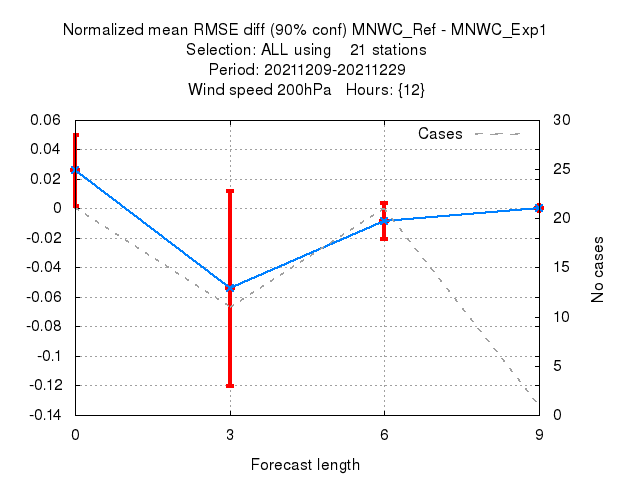 Normalized mean RMSE diff (90% conf) MNWC_Ref - MNWC_Exp1
Selection: ALL using    21 stations
Period: 20211209-20211229
Wind speed 200hPa   Hours: {12}
0.06
0.04
0.02
0
-0.02
-0.04
-0.06
-0.08
-0.1
-0.12
-0.14
Cases
30
25
20
15
10
5
0
No cases
0 3 6 9
Forecast length